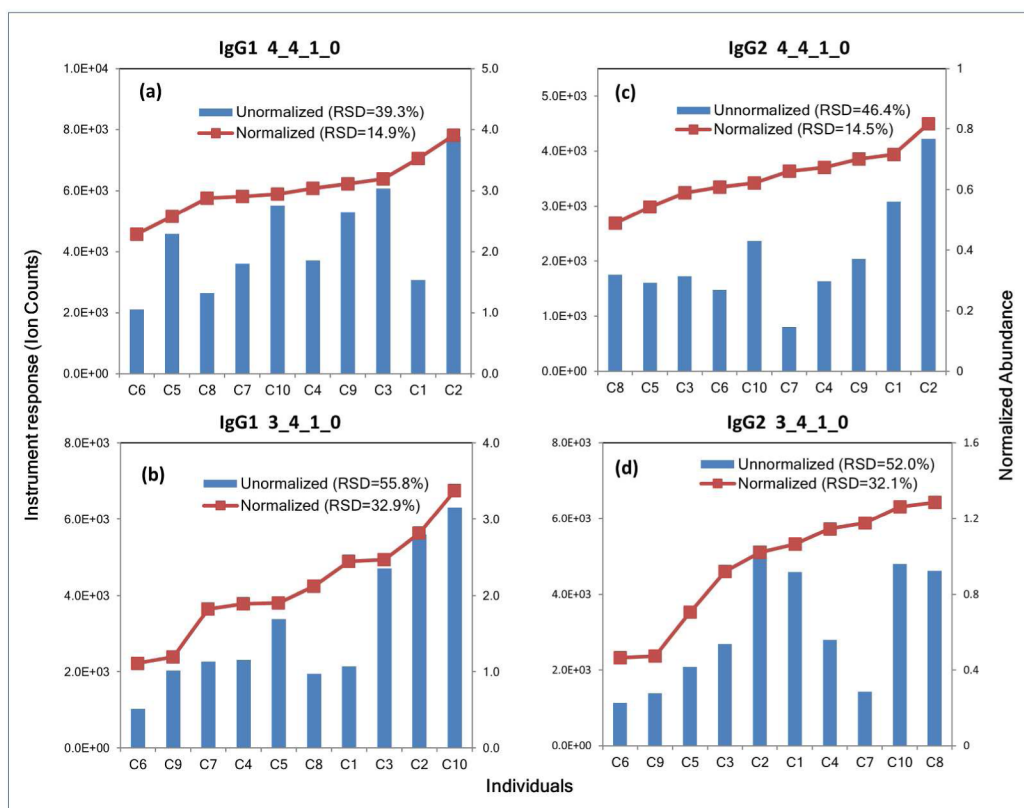 IgG1 4_4_1_0
(a)
Unormalized (RSD=39.3%)
Normalized (RSD=14.9%)
1.0E+04
8.0E+03
6.0E+03
4.0E+03
2.0E+03
0.0E+00
5.0
4.0
3.0
2.0
1.0
0.0
C6 C5 C8 C7 C10 C4 C9 C3 C1 C2
IgG2 4_4_1_0
(c)
Unnormalized (RSD=46.4%)
Normalized (RSD=14.5%)
5.0E+03
4.0E+03
3.0E+03
2.0E+03
1.0E+03
0.0E+00
1
0.8
0.6
0.4
0.2
0
C8 C5 C3 C6 C10 C7 C4 C9 C1 C2
IgG1 3_4_1_0
(b)
Unormalized (RSD=55.8%)
Normalized (RSD=32.9%)
8.0E+03
6.0E+03
4.0E+03
2.0E+03
0.0E+00
4.0
3.0
2.0
1.0
0.0
C6 C9 C7 C4 C5 C8 C1 C3 C2 C10
IgG2 3_4_1_0
(d)
Unnormalized (RSD=52.0%)
Normalized (RSD=32.1%)
8.0E+03
6.0E+03
4.0E+03
2.0E+03
0.0E+00
1.6
1.2
0.8
0.4
0
C6 C9 C5 C3 C2 C1 C4 C7 C10 C8
Instrument response (Ion Counts)
Normalized Abundance
Individuals